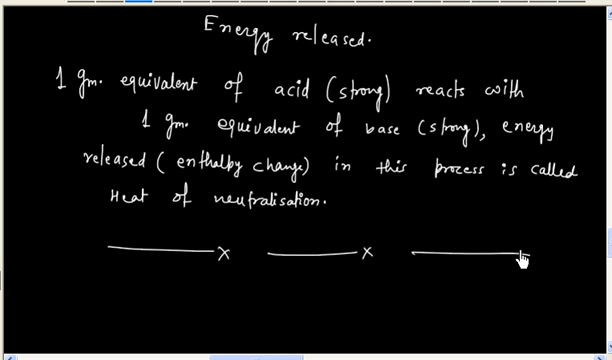 Energy released.
1 gm. equivalent of acid (strong) reacts with
1 gm. equivalent of base (strong), energy
released (enthalpy change) in this process is called
Heat of neutralisation.
x x